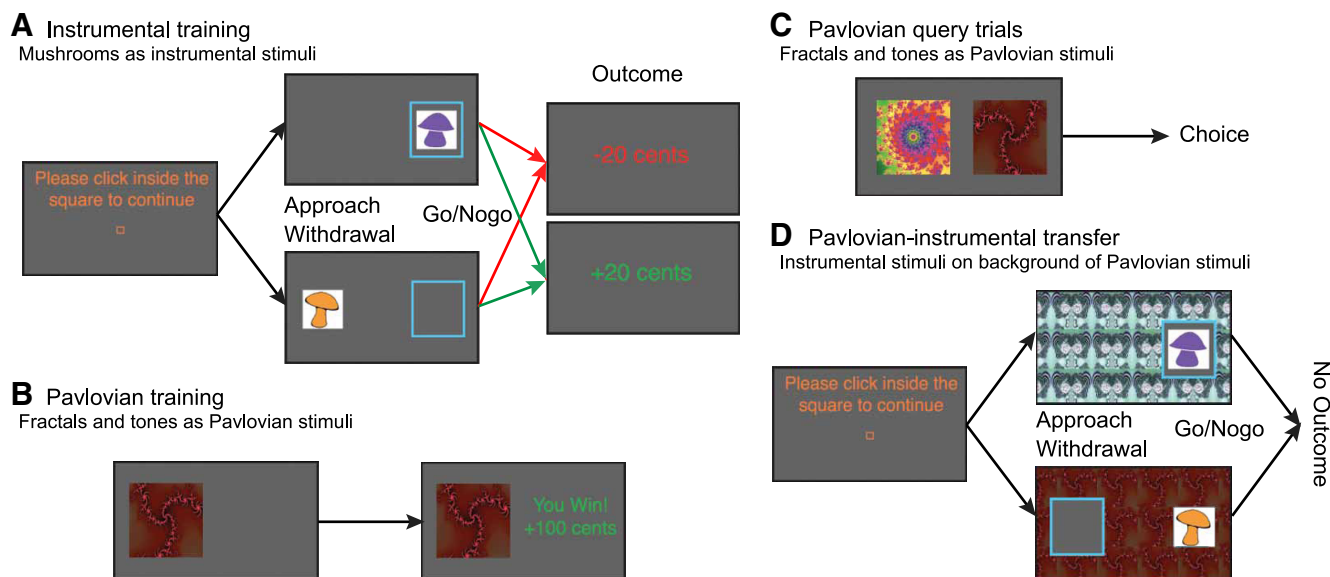 A Instrumental training
Mushrooms as instrumental stimuli
Please click inside the
square to continue
Approach
Withdrawal
Go/Nogo
Outcome
-20 cents
+20 cents
B Pavlovian training
Fractals and tones as Pavlovian stimuli
You Win!
+100 cents
C Pavlovian query trials
Fractals and tones as Pavlovian stimuli
Choice
D Pavlovian-instrumental transfer
Instrumental stimuli on background of Pavlovian stimuli
Please click inside the
square to continue
Approach
Withdrawal
Go/Nogo
No Outcome